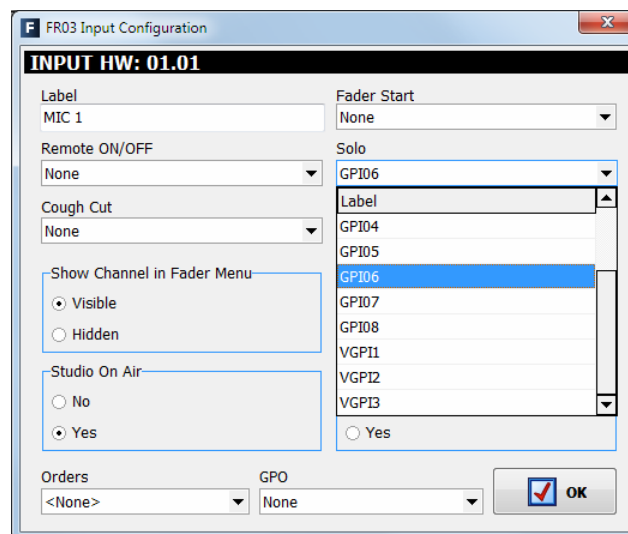 F FR03 Input Configuration
INPUT HW: 01.01
Label
MIC 1
Fader Start
None
Remote ON/OFF
None
Solo
GPI06
Cough Cut
None
Label
GPI04
GPI05
GPI06
GPI07
GPI08
VGPI1
VGPI2
VGPI3
Show Channel in Fader Menu
Visible
Hidden
Studio On Air
No
Yes
Yes
Orders
<None>
GPO
None
OK